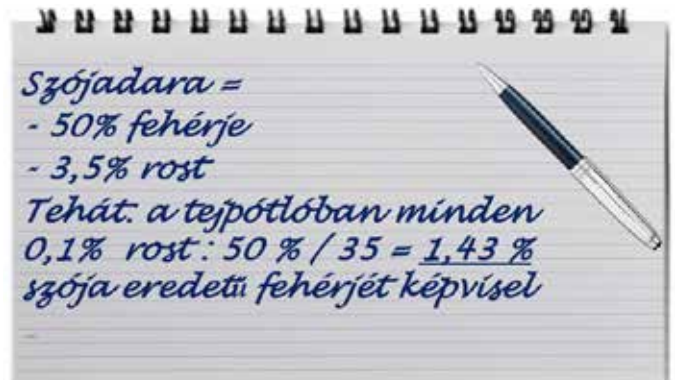 Szójadara =
- 50% fehérje
- 3,5% rost
Tehát: a tejpótlóban minden
0,1% rost : 50 % / 35 = 1,43 %
szója eredetű fehérjét képvisel